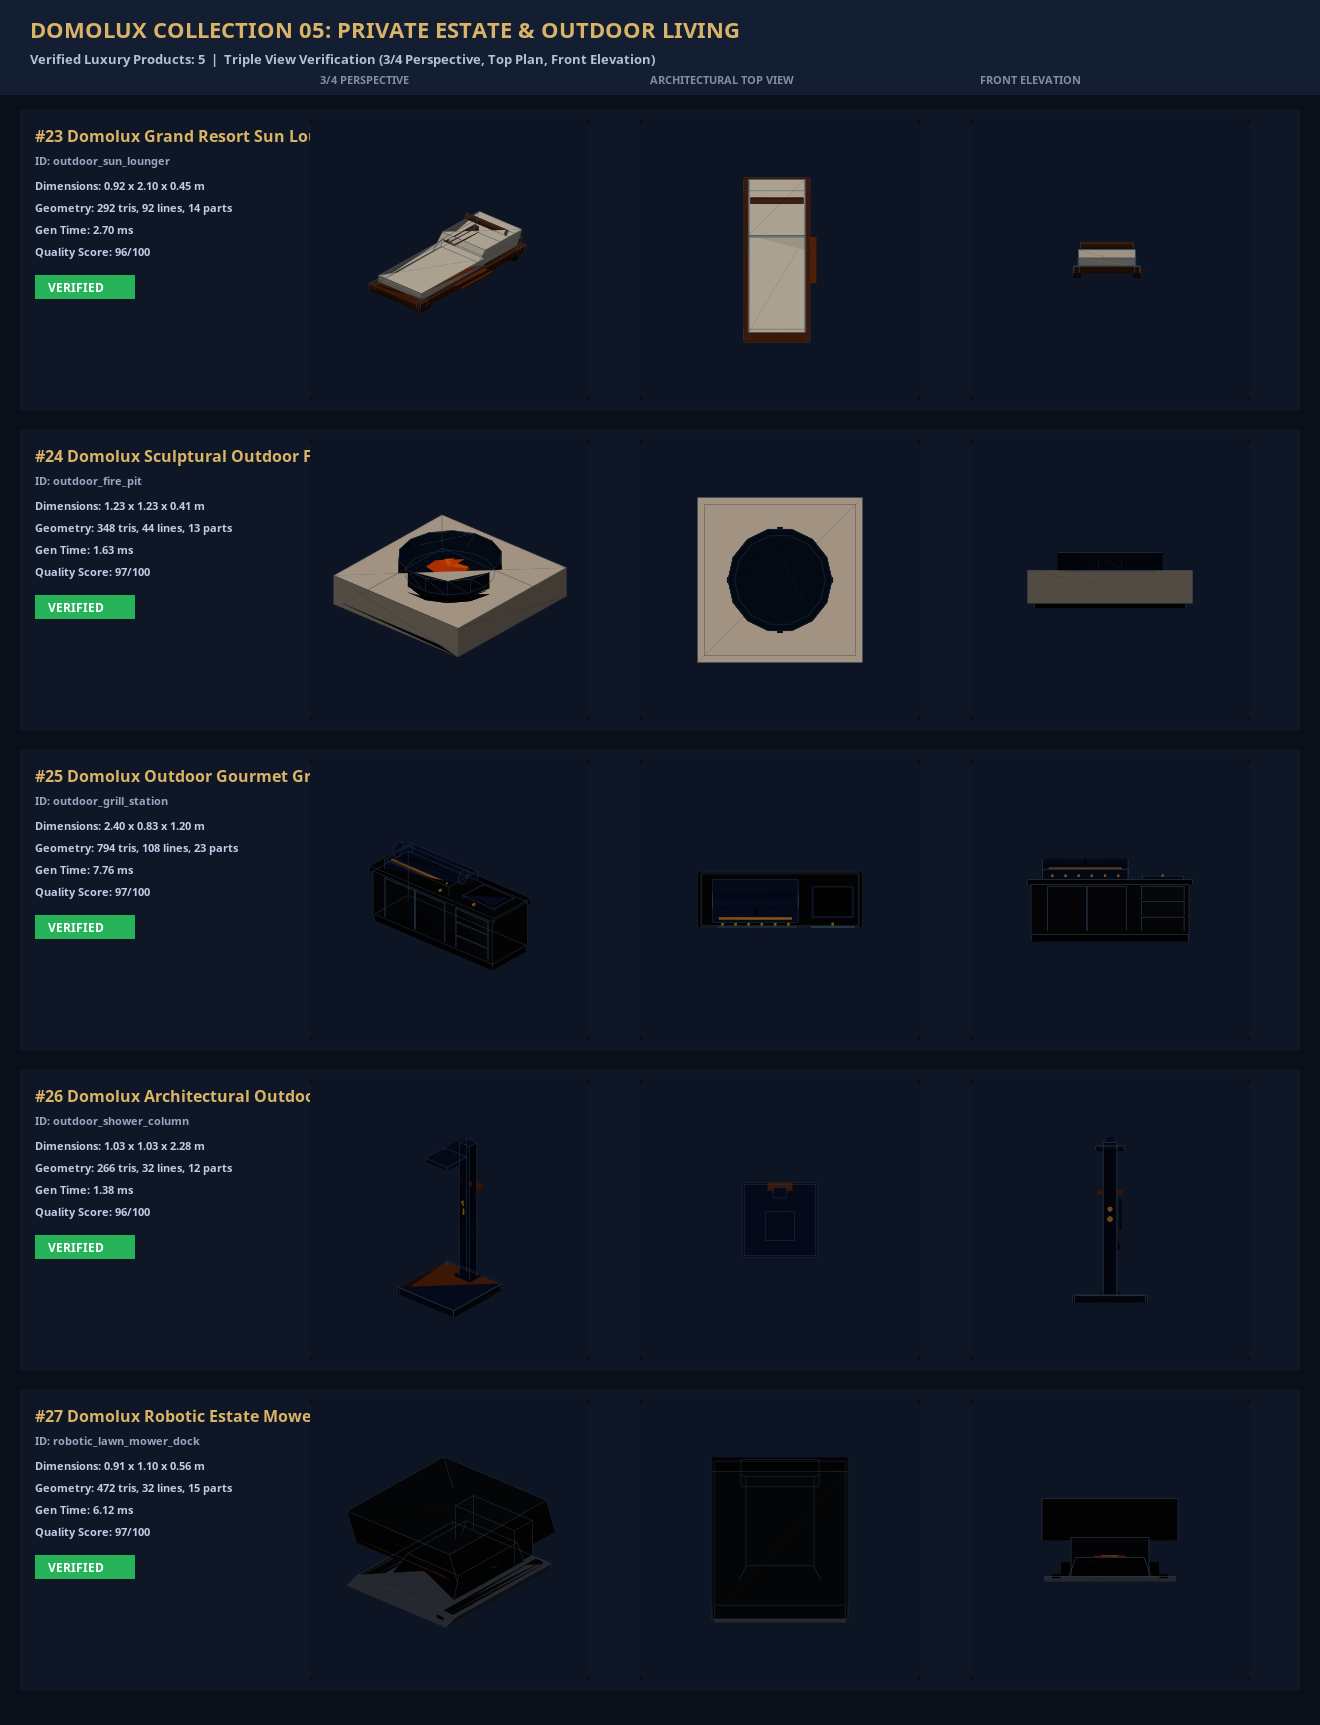 DOMOLUX COLLECTION 05: PRIVATE ESTATE & OUTDOOR LIVING
Verified Luxury Products: 5 | Triple View Verification (3/4 Perspective, Top Plan, Front Elevation)
3/4 PERSPECTIVE
ARCHITECTURAL TOP VIEW
FRONT ELEVATION
#23 Domolux Grand Resort Sun Lou
ID: outdoor_sun_lounger
Dimensions: 0.92 x 2.10 x 0.45 m
Geometry: 292 tris, 92 lines, 14 parts
Gen Time: 2.70 ms
Quality Score: 96/100
VERIFIED
#24 Domolux Sculptural Outdoor F
ID: outdoor_fire_pit
Dimensions: 1.23 x 1.23 x 0.41 m
Geometry: 348 tris, 44 lines, 13 parts
Gen Time: 1.63 ms
Quality Score: 97/100
VERIFIED
#25 Domolux Outdoor Gourmet Gr
ID: outdoor_grill_station
Dimensions: 2.40 x 0.83 x 1.20 m
Geometry: 794 tris, 108 lines, 23 parts
Gen Time: 7.76 ms
Quality Score: 97/100
VERIFIED
#26 Domolux Architectural Outdoo
ID: outdoor_shower_column
Dimensions: 1.03 x 1.03 x 2.28 m
Geometry: 266 tris, 32 lines, 12 parts
Gen Time: 1.38 ms
Quality Score: 96/100
VERIFIED
#27 Domolux Robotic Estate Mowe
ID: robotic_lawn_mower_dock
Dimensions: 0.91 x 1.10 x 0.56 m
Geometry: 472 tris, 32 lines, 15 parts
Gen Time: 6.12 ms
Quality Score: 97/100
VERIFIED